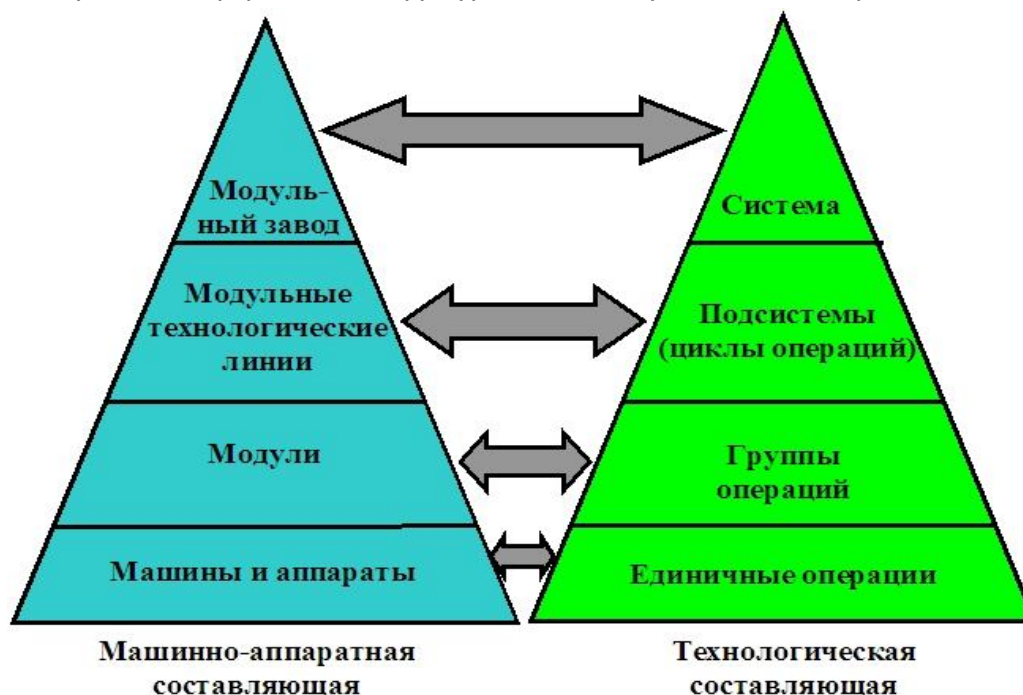 Модуль-
ный завод
Модульные
технологические
линии
Модули
Машины и аппараты
Машинно-аппаратная
составляющая
Система
Подсистемы
(циклы операций)
Группы
операций
Единичные операции
Технологическая
составляющая